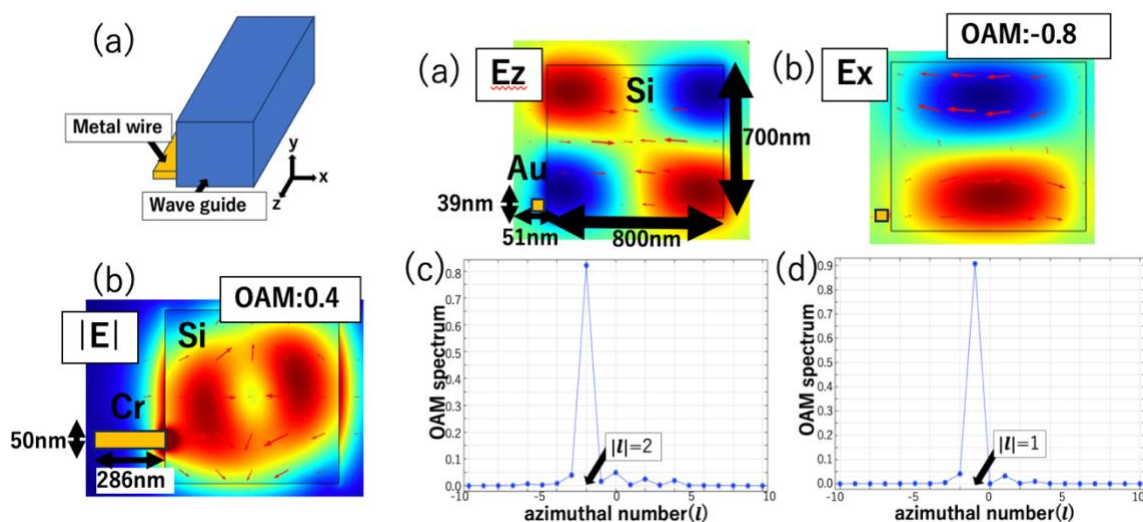 (a)
Metal wire
Wave guide
y
x
z
(b)
OAM:0.4
|E|
Si
Cr
50nm
286nm
(a)
Ez
Si
700nm
Au
39nm
51nm
800nm
(b)
Ex
OAM:-0.8
(c)
OAM spectrum
0.8
0.7
0.6
0.5
0.4
0.3
0.2
0.1
0
|l|=2
-10
-5
0
5
10
azimuthal number(l)
(d)
OAM spectrum
0.9
0.8
0.7
0.6
0.5
0.4
0.3
0.2
0.1
0
|l|=1
-10
-5
0
5
10
azimuthal number(l)